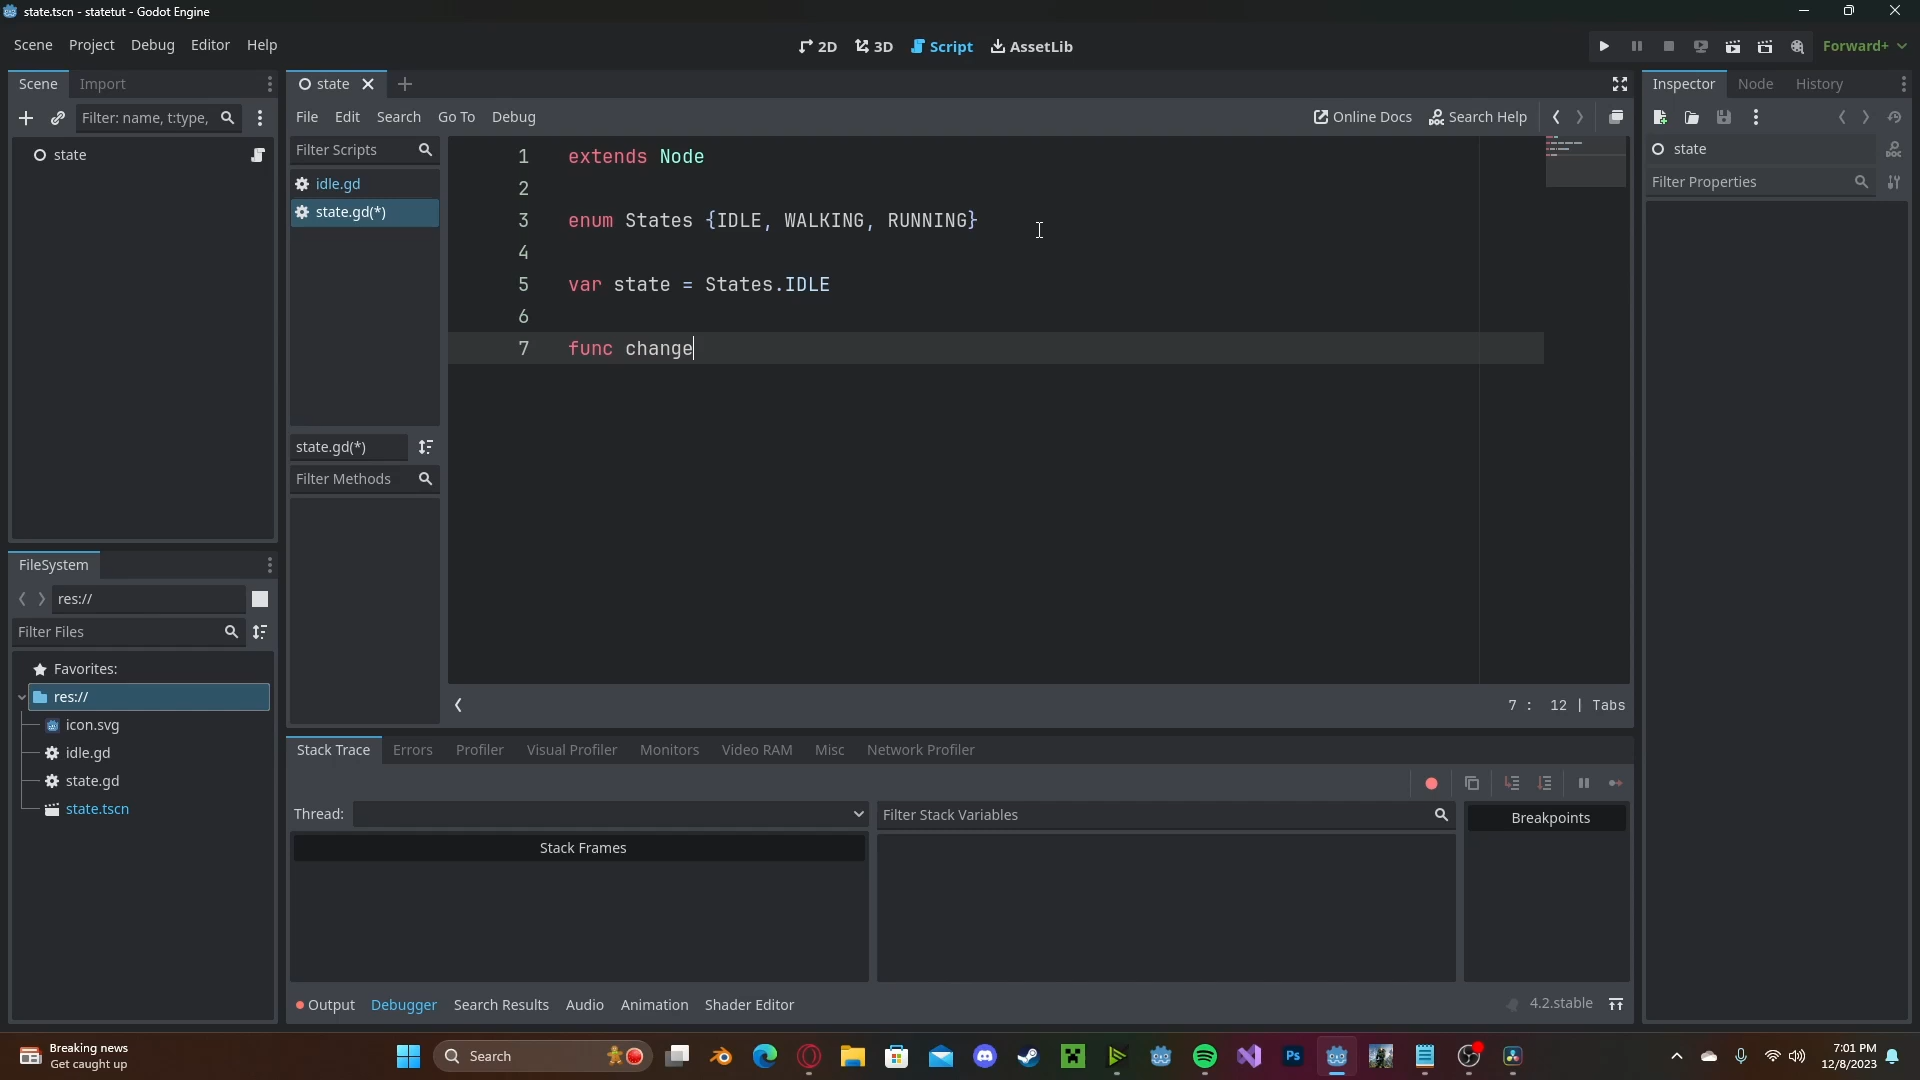 state.tscn - statetut - Godot Engine
Scene Project Debug Editor Help
2D 3D Script AssetLib
Forward+
Scene Import
state
Inspector Node History
Filter: name, t:type,
File Edit Search Go To Debug
Online Docs Search Help
state
Filter Scripts
idle.gd
state.gd(*)
state.gd(*)
Filter Methods
1 extends Node
2
3 enum States {IDLE, WALKING, RUNNING}
4
5 var state = States.IDLE
6
7 func change
state
DOC
Filter Properties
7 : 12 | Tabs
FileSystem
res://
Filter Files
Favorites:
res://
icon.svg
idle.gd
state.gd
state.tscn
Stack Trace Errors Profiler Visual Profiler Monitors Video RAM Misc Network Profiler
Thread:
Filter Stack Variables
Breakpoints
Stack Frames
Output Debugger Search Results Audio Animation Shader Editor
4.2.stable
Breaking news
Get caught up
Search
Ps
7:01 PM
12/8/2023